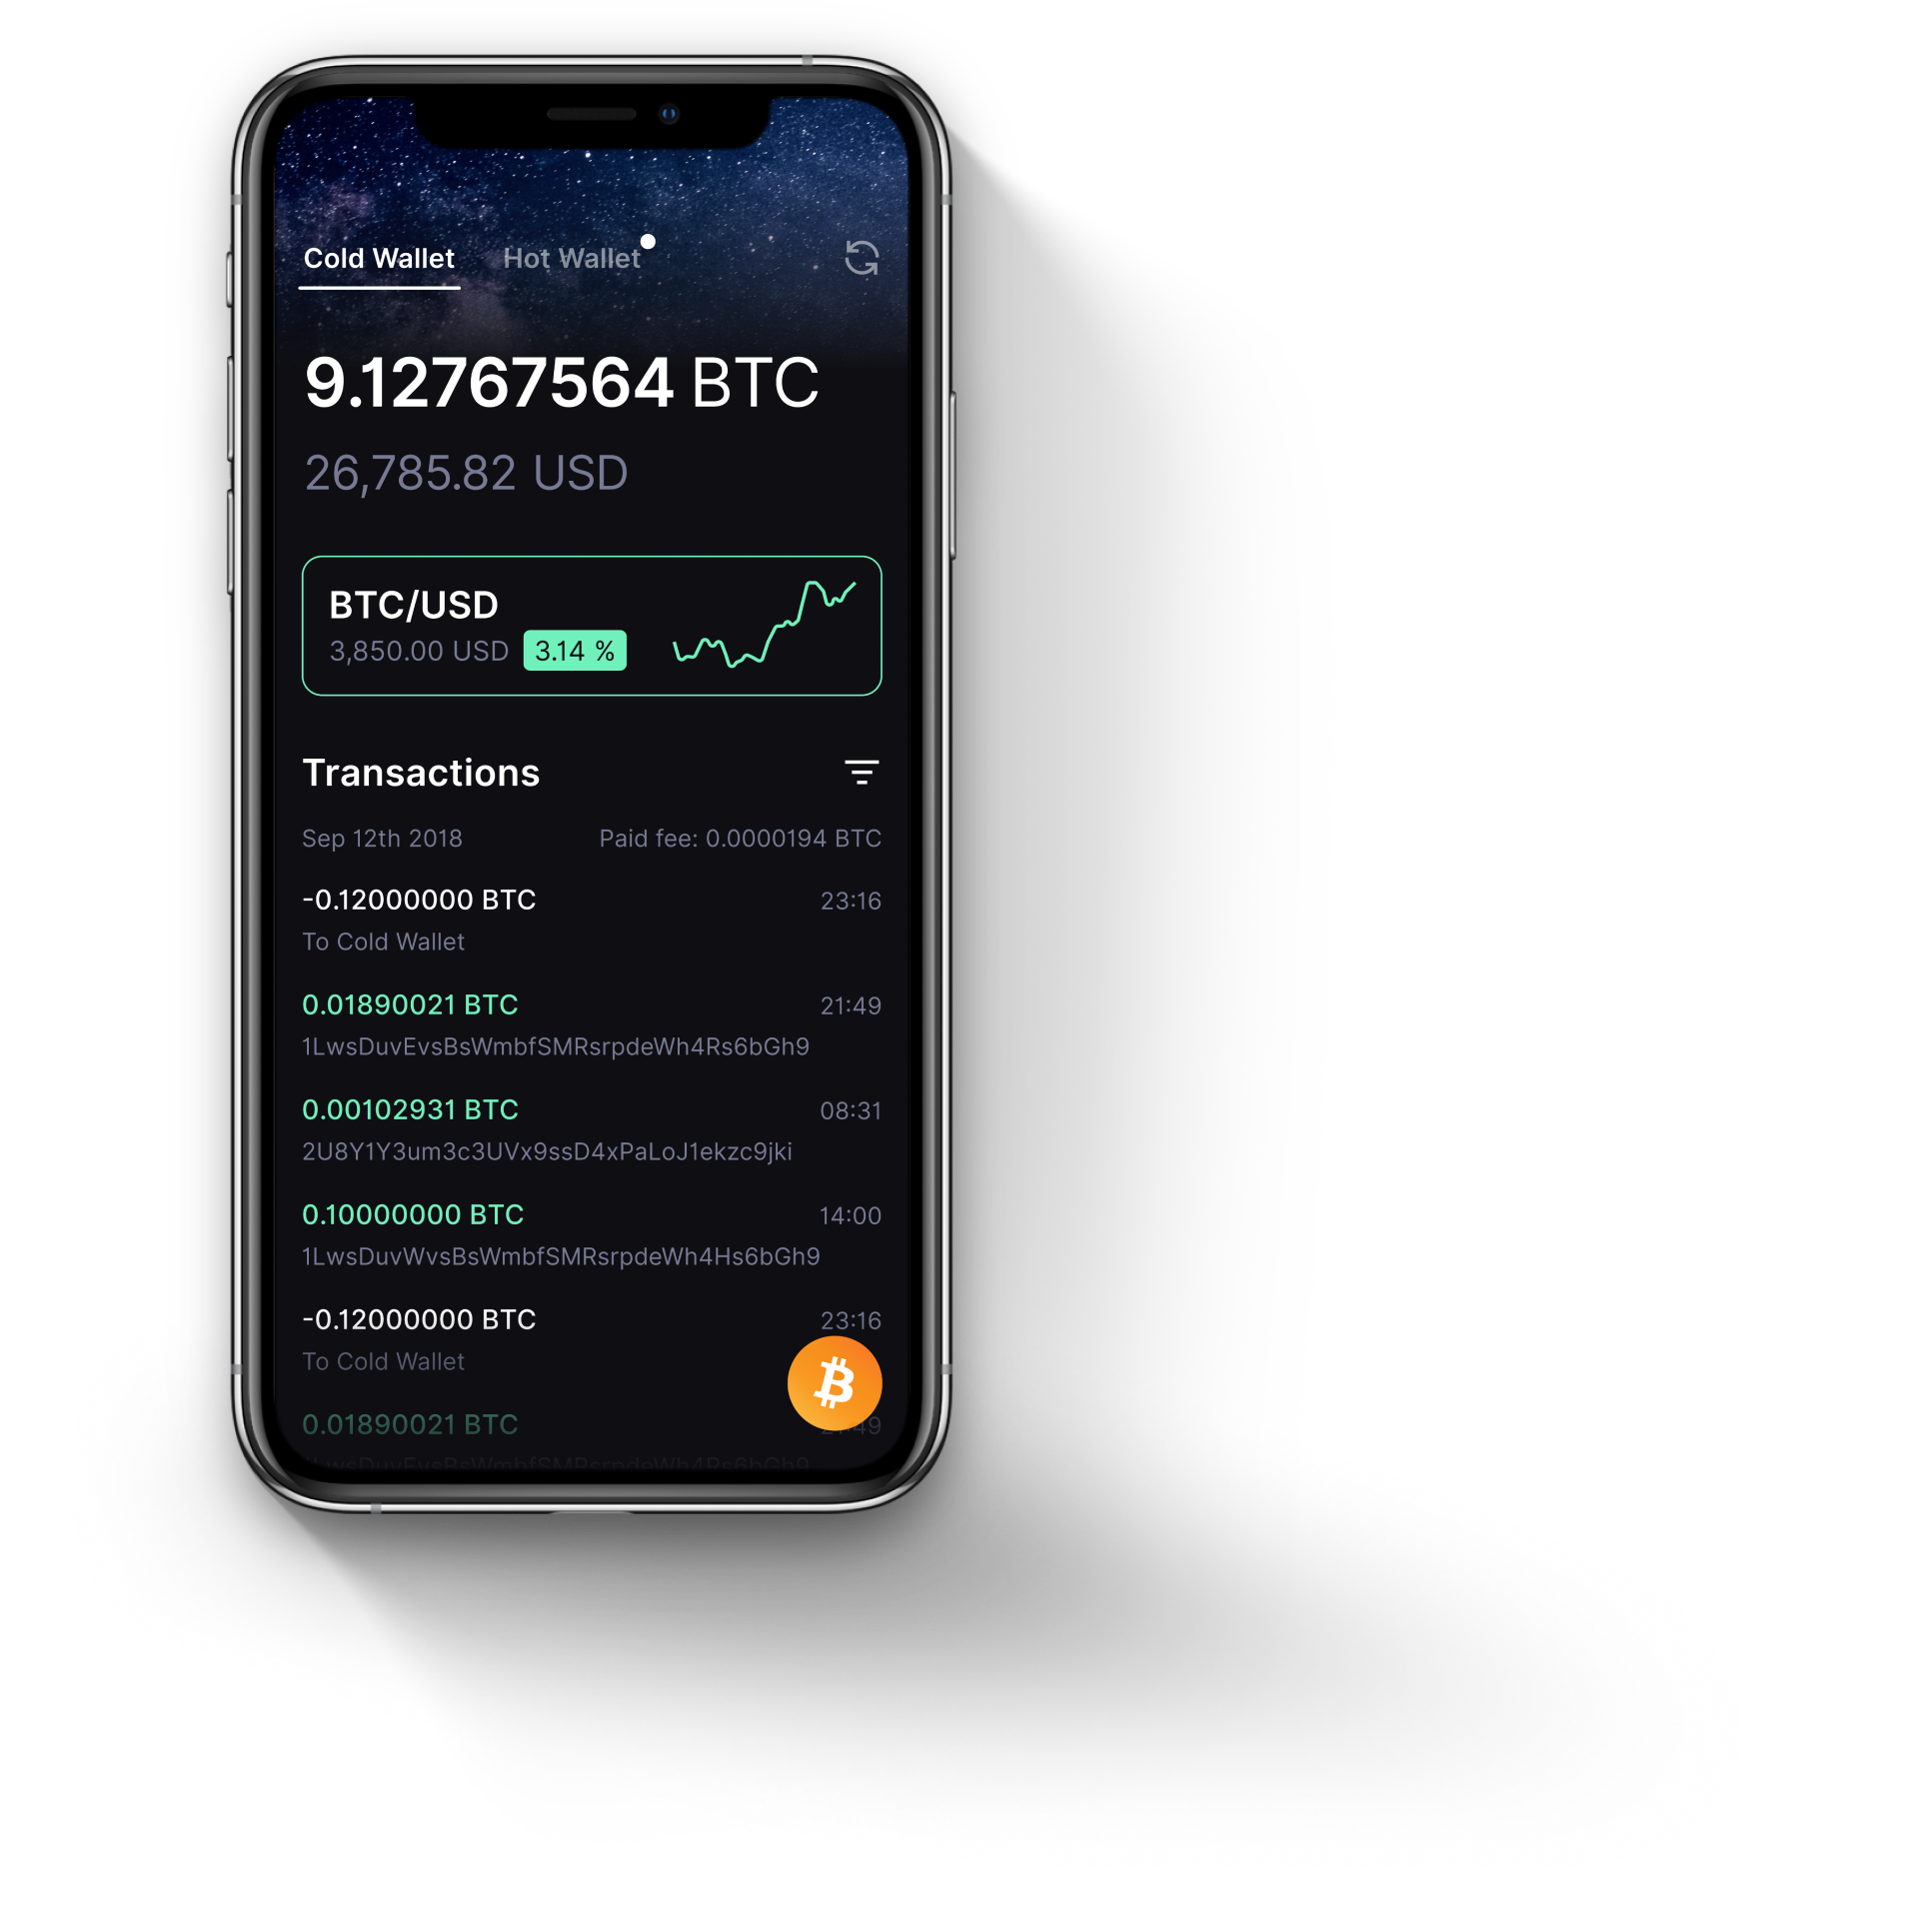 Cold Wallet Hot Wallet
9.12767564 BTC
26,785.82 USD
BTC/USD
3,850.00 USD 3.14 %
Transactions
Sep 12th 2018 Paid fee: 0.0000194 BTC
-0.12000000 BTC 23:16
To Cold Wallet
0.01890021 BTC 21:49
1LwsDuvEvsBsWmbfSMRsrpdeWh4Rs6bGh9
0.00102931 BTC 08:31
2U8Y1Y3um3c3UVx9ssD4xPaLoJ1ekzc9jki
0.10000000 BTC 14:00
1LwsDuvWvsBsWmbfSMRsrpdeWh4Hs6bGh9
-0.12000000 BTC 23:16
To Cold Wallet
0.01890021 BTC